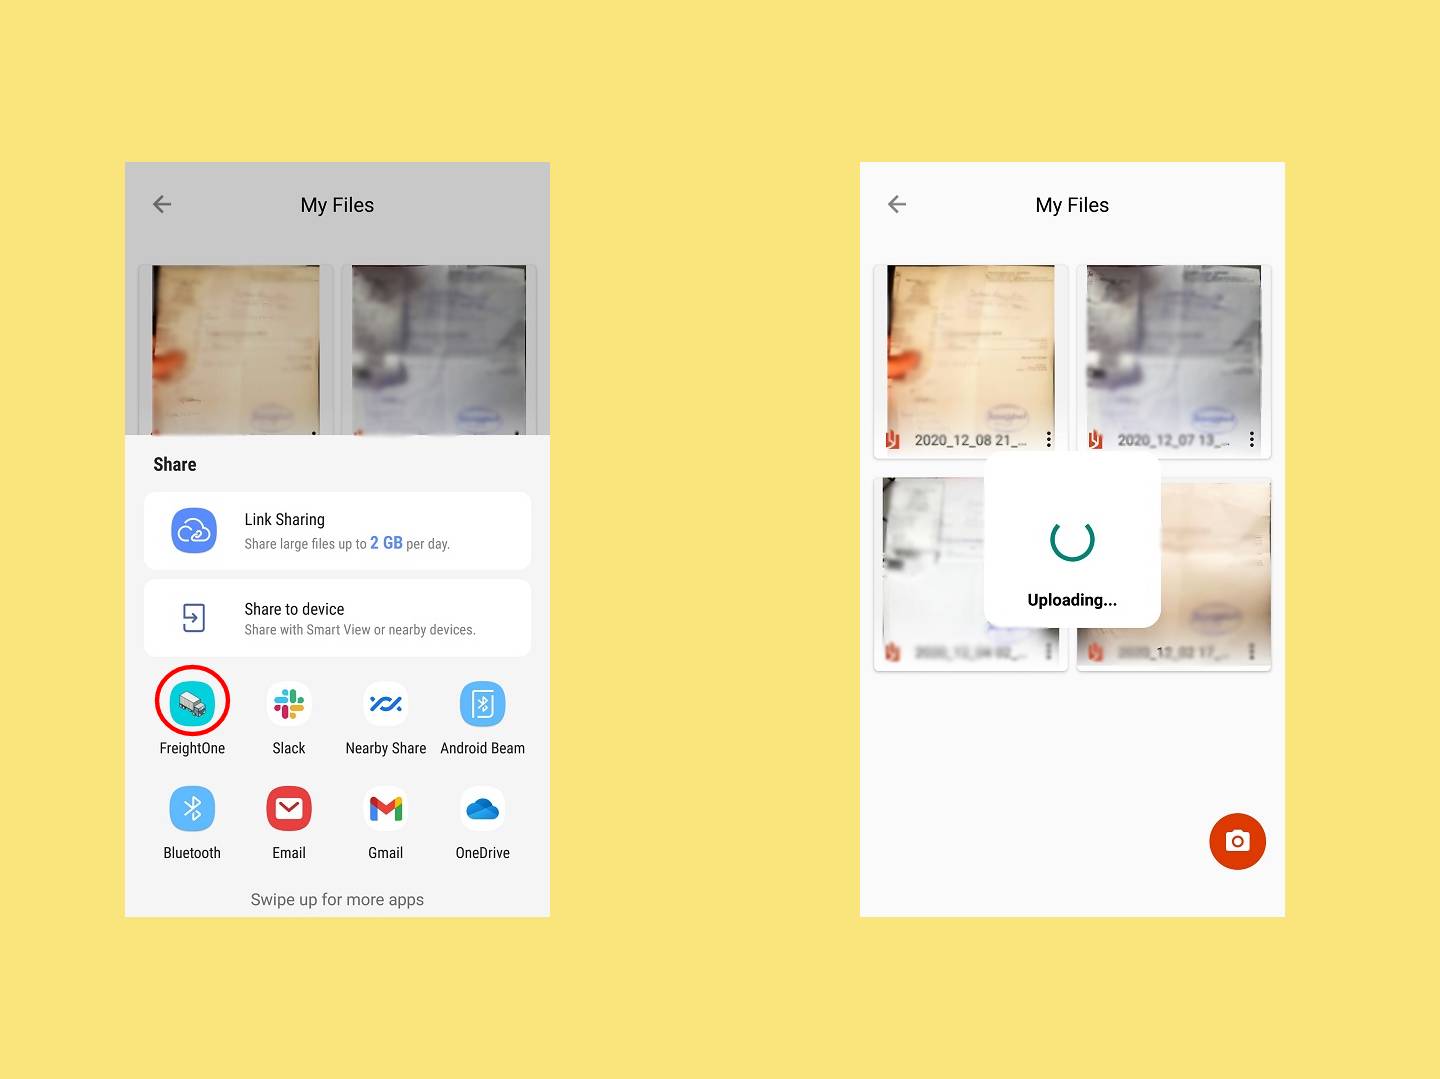 My Files
Share
Link Sharing
Share large files up to 2 GB per day.
Share to device
Share with Smart View or nearby devices.
FreightOne
Slack
Nearby Share
Android Beam
Bluetooth
Email
Gmail
OneDrive
Swipe up for more apps
My Files
2020_12_08 21_...
2020_12_07 13_...
Uploading...
2020_12_02 17_...